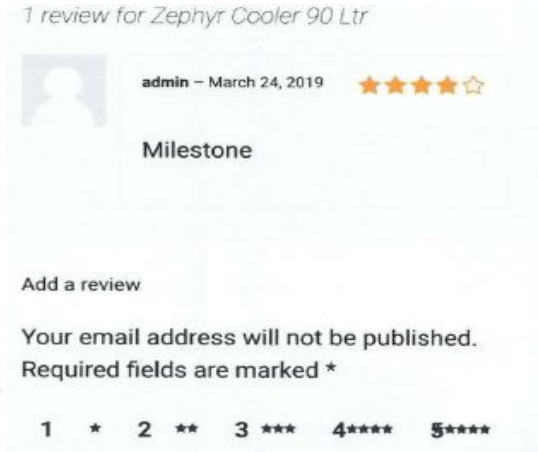 1 review for Zephyr Cooler 90 Ltr
admin – March 24, 2019
Milestone
Add a review
Your email address will not be published.
Required fields are marked *
1 * 2 ** 3 *** 4**** 5****